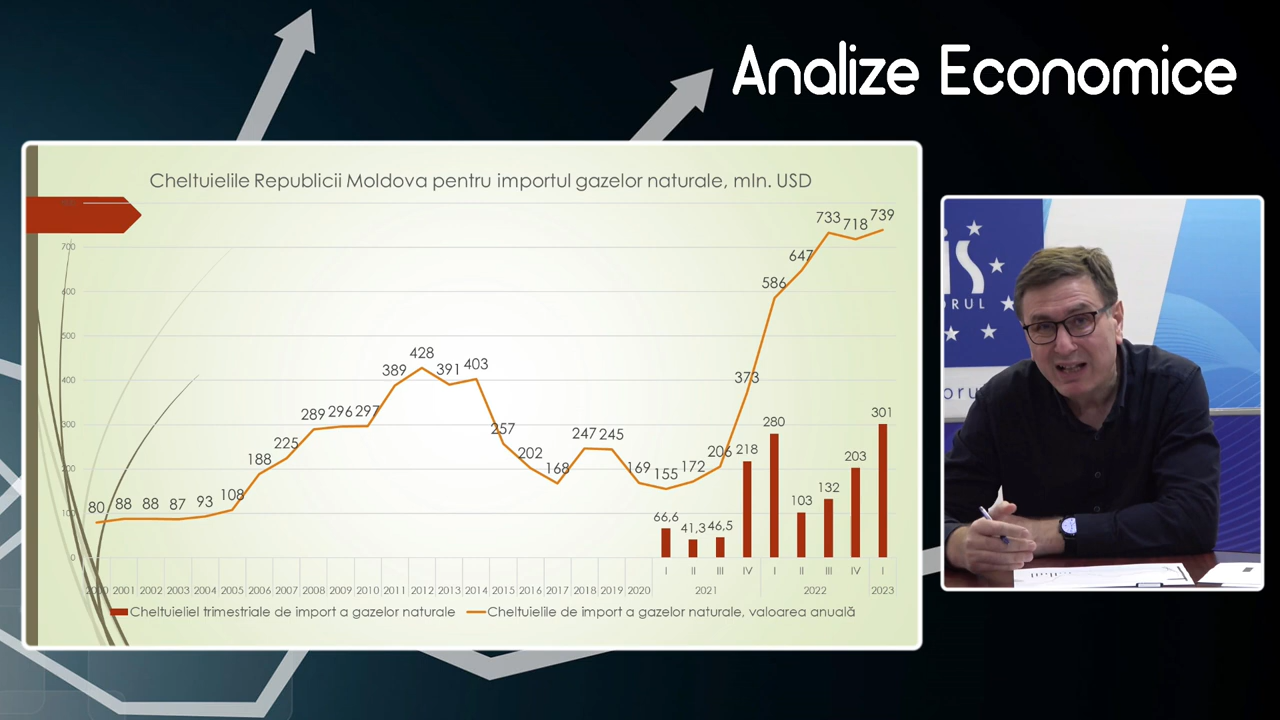 Analize Economice
Cheltuielile Republicii Moldova pentru importul gazelor naturale, mln. USD
700
600
500
400
300
200
100
0
80 88 88 87 93 108 188 225 289 296 297 389 428 391 403 257 202 168 247 245 169 155 172 206 373 586 647 733 718 739
66,6 41,3 46,5 218 280 103 132 203 301
I II III IV I II III IV I
2000 2001 2002 2003 2004 2005 2006 2007 2008 2009 2010 2011 2012 2013 2014 2015 2016 2017 2018 2019 2020 2021 2022 2023
Cheltuieliel trimestriale de import a gazelor naturale
Cheltuielile de import a gazelor naturale, valoarea anuală
is
ORUL
oru